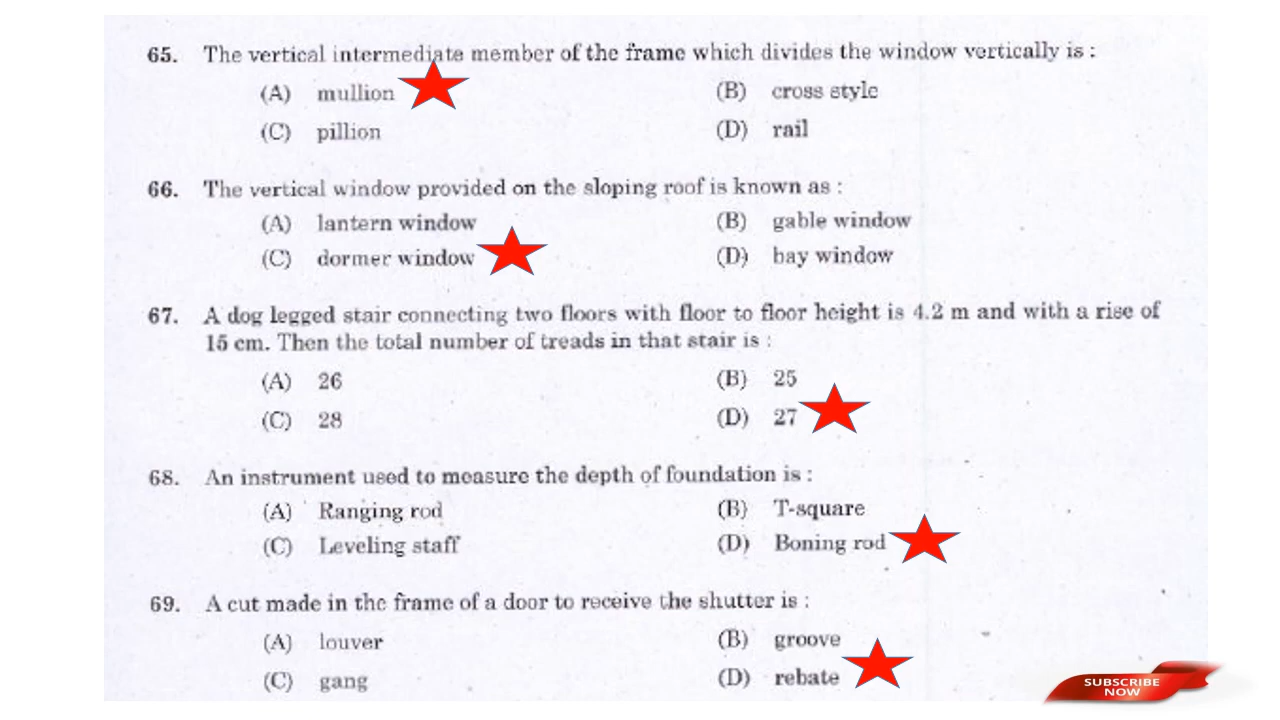 65. The vertical intermediate member of the frame which divides the window vertically is :
(A) mullion (B) cross style
(C) pillion (D) rail
66. The vertical window provided on the sloping roof is known as :
(A) lantern window (B) gable window
(C) dormer window (D) bay window
67. A dog legged stair connecting two floors with floor to floor height is 4.2 m and with a rise of
15 cm. Then the total number of treads in that stair is :
(A) 26 (B) 25
(C) 28 (D) 27
68. An instrument used to measure the depth of foundation is :
(A) Ranging rod (B) T-square
(C) Leveling staff (D) Boning rod
69. A cut made in the frame of a door to receive the shutter is :
(A) louver (B) groove
(C) gang (D) rebate
SUBSCRIBE
NOW